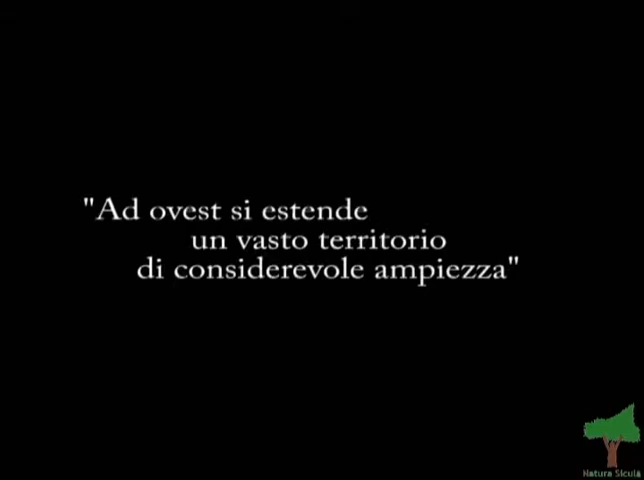 "Ad ovest si estende
un vasto territorio
di considerevole ampiezza"
Natura Sicula